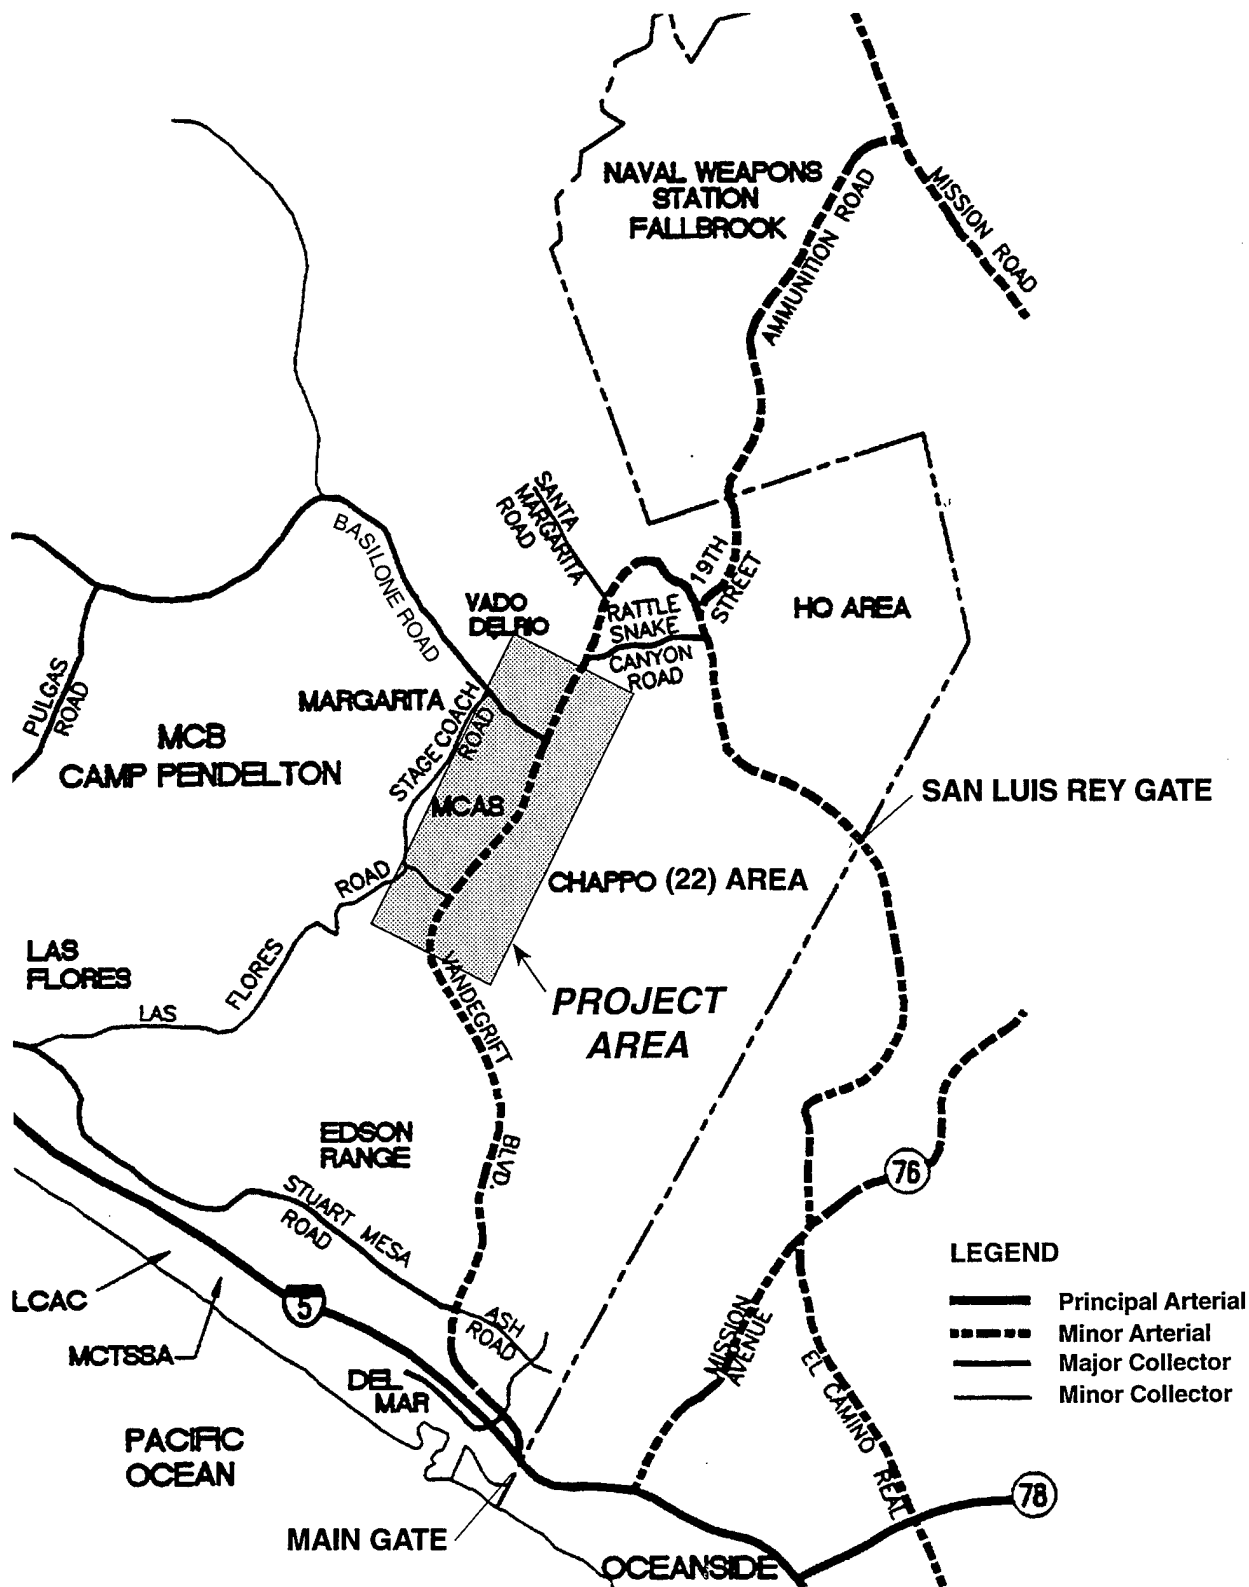 NAVAL WEAPONS
STATION
FALLBROOK
AMMUNITION ROAD
MISSION ROAD
SANTA
MARGARITA
ROAD
BASILONE ROAD
19TH
STREET
VADO
DELRIO
RATTLE
SNAKE
CANYON
ROAD
HO AREA
PULGAS
ROAD
MARGARITA
STAGE COACH
ROAD
MCB
CAMP PENDELTON
SAN LUIS REY GATE
MCAS
ROAD
CHAPPO (22) AREA
LAS
FLORES
FLORES
LAS
VANDEGRIFT
PROJECT
AREA
EDSON
RANGE
BLVD.
76
STUART MESA
ROAD
LEGEND
Principal Arterial
Minor Arterial
Major Collector
Minor Collector
LCAC
5
ASH
ROAD
MISSION
AVENUE
MCTSSA
DEL
MAR
EL CAMINO REAL
PACIFIC
OCEAN
78
MAIN GATE
OCEANSIDE